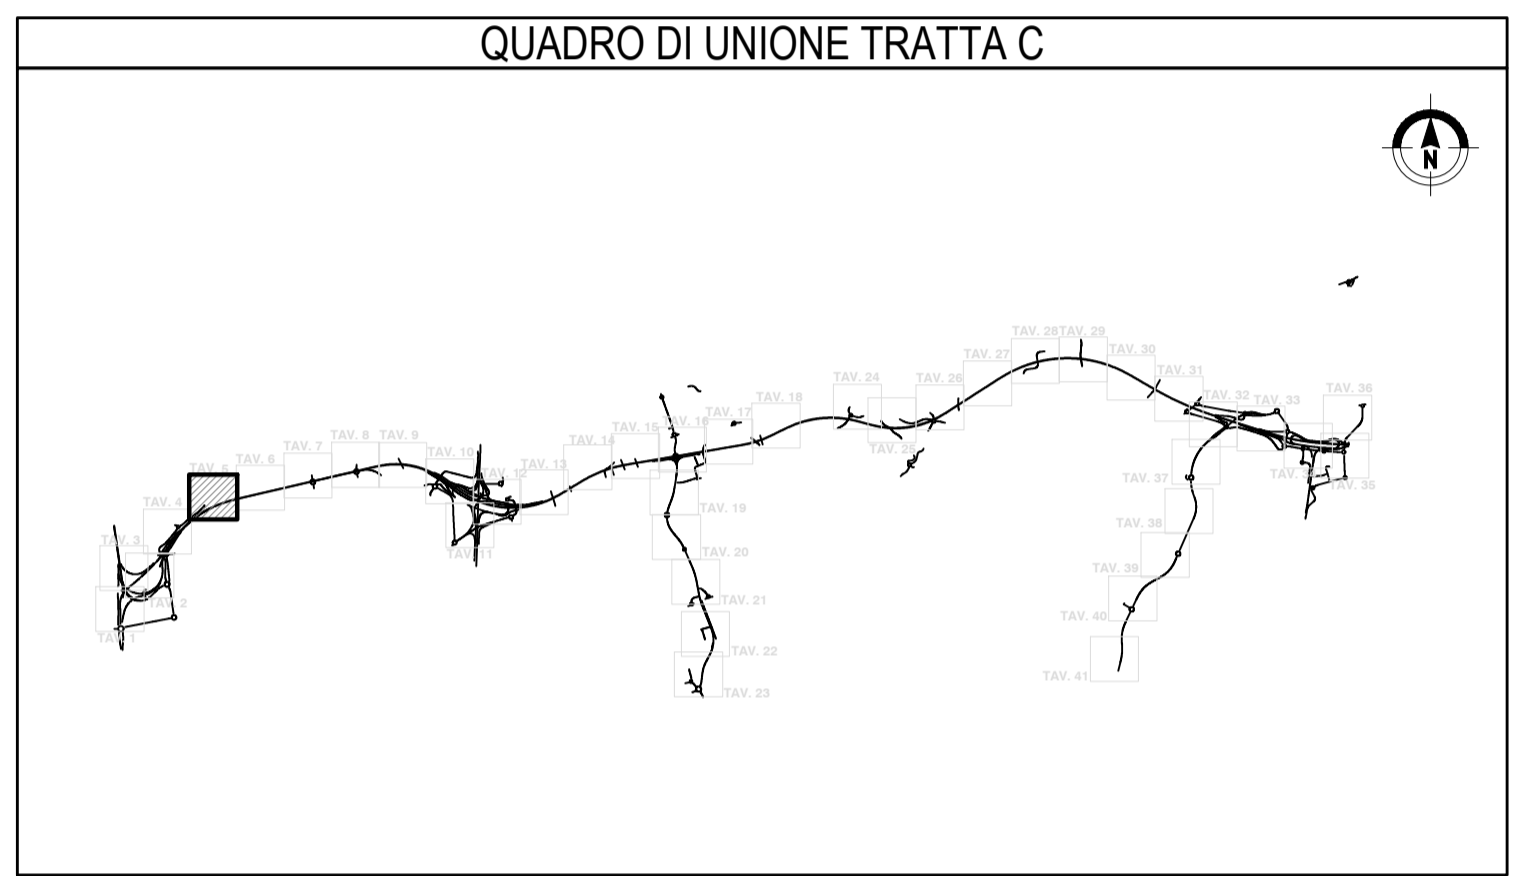 QUADRO DI UNIONE TRATTA C
N
TAV. 28 TAV. 29
TAV. 30
TAV. 27
TAV. 31
TAV. 26
TAV. 24
TAV. 36
TAV. 18
TAV. 32
TAV. 33
TAV. 17
TAV. 16
TAV. 15
TAV. 14
TAV. 25
TAV. 8
TAV. 9
TAV. 7
TAV. 6
TAV. 10
TAV. 13
TAV. 5
TAV. 12
TAV. 37
TAV. 35
TAV. 4
TAV. 19
TAV. 38
TAV. 3
TAV. 11
TAV. 20
TAV. 39
TAV. 2
TAV. 21
TAV. 40
TAV. 1
TAV. 22
TAV. 41
TAV. 23